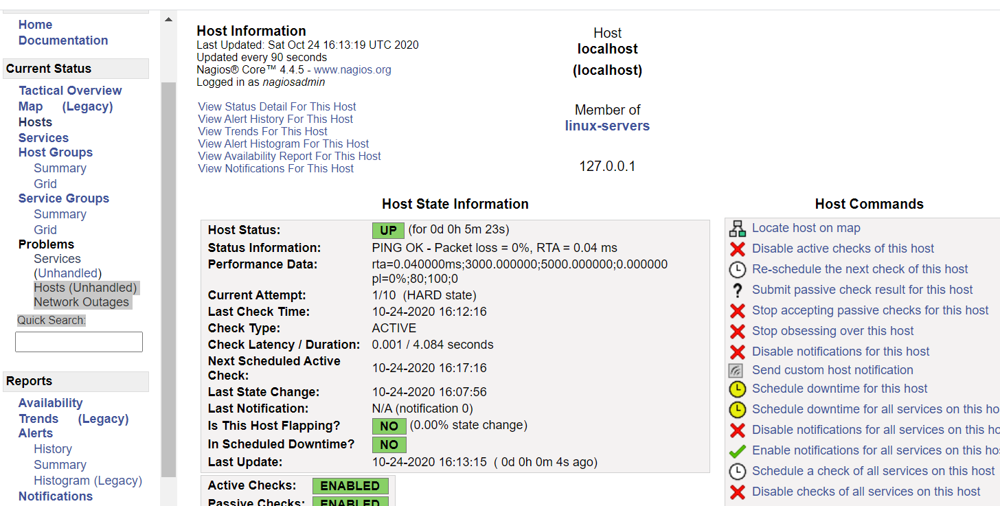 Home
Documentation
Current Status
Tactical Overview
Map (Legacy)
Hosts
Services
Host Groups
Summary
Grid
Service Groups
Summary
Grid
Problems
Services
(Unhandled)
Hosts (Unhandled)
Network Outages
Quick Search:
Reports
Availability
Trends (Legacy)
Alerts
History
Summary
Histogram (Legacy)
Notifications
Host Information
Last Updated: Sat Oct 24 16:13:19 UTC 2020
Updated every 90 seconds
Nagios® Core™ 4.4.5 - www.nagios.org
Logged in as nagiosadmin
View Status Detail For This Host
View Alert History For This Host
View Trends For This Host
View Alert Histogram For This Host
View Availability Report For This Host
View Notifications For This Host
Host
localhost
(localhost)
Member of
linux-servers
127.0.0.1
Host State Information
Host Status: UP (for 0d 0h 5m 23s)
Status Information: PING OK - Packet loss = 0%, RTA = 0.04 ms
Performance Data: rta=0.040000ms;3000.000000;5000.000000;0.000000
pl=0%;80;100;0
Current Attempt: 1/10 (HARD state)
Last Check Time: 10-24-2020 16:12:16
Check Type: ACTIVE
Check Latency / Duration: 0.001 / 4.084 seconds
Next Scheduled Active
Check: 10-24-2020 16:17:16
Last State Change: 10-24-2020 16:07:56
Last Notification: N/A (notification 0)
Is This Host Flapping? NO (0.00% state change)
In Scheduled Downtime? NO
Last Update: 10-24-2020 16:13:15 ( 0d 0h 0m 4s ago)
Active Checks: ENABLED
Passive Checks: ENABLED
Host Commands
Locate host on map
Disable active checks of this host
Re-schedule the next check of this host
Submit passive check result for this host
Stop accepting passive checks for this host
Stop obsessing over this host
Disable notifications for this host
Send custom host notification
Schedule downtime for this host
Schedule downtime for all services on this ho
Disable notifications for all services on this ho
Enable notifications for all services on this hos
Schedule a check of all services on this host
Disable checks of all services on this host